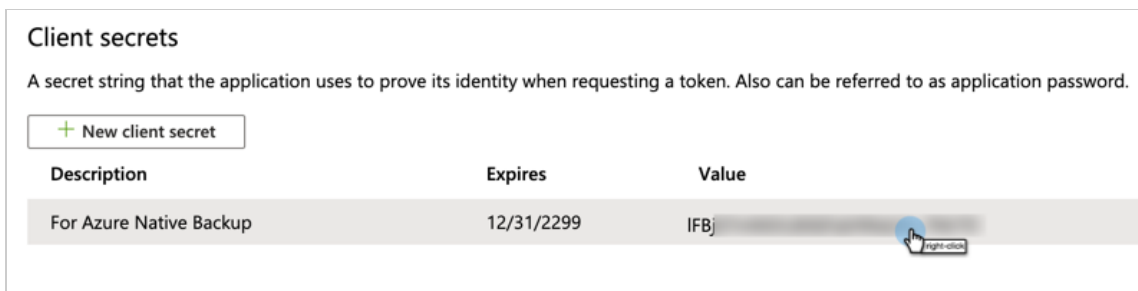 Client secrets
A secret string that the application uses to prove its identity when requesting a token. Also can be referred to as application password.
+ New client secret
Description Expires Value
For Azure Native Backup 12/31/2299 IFBj
right-click